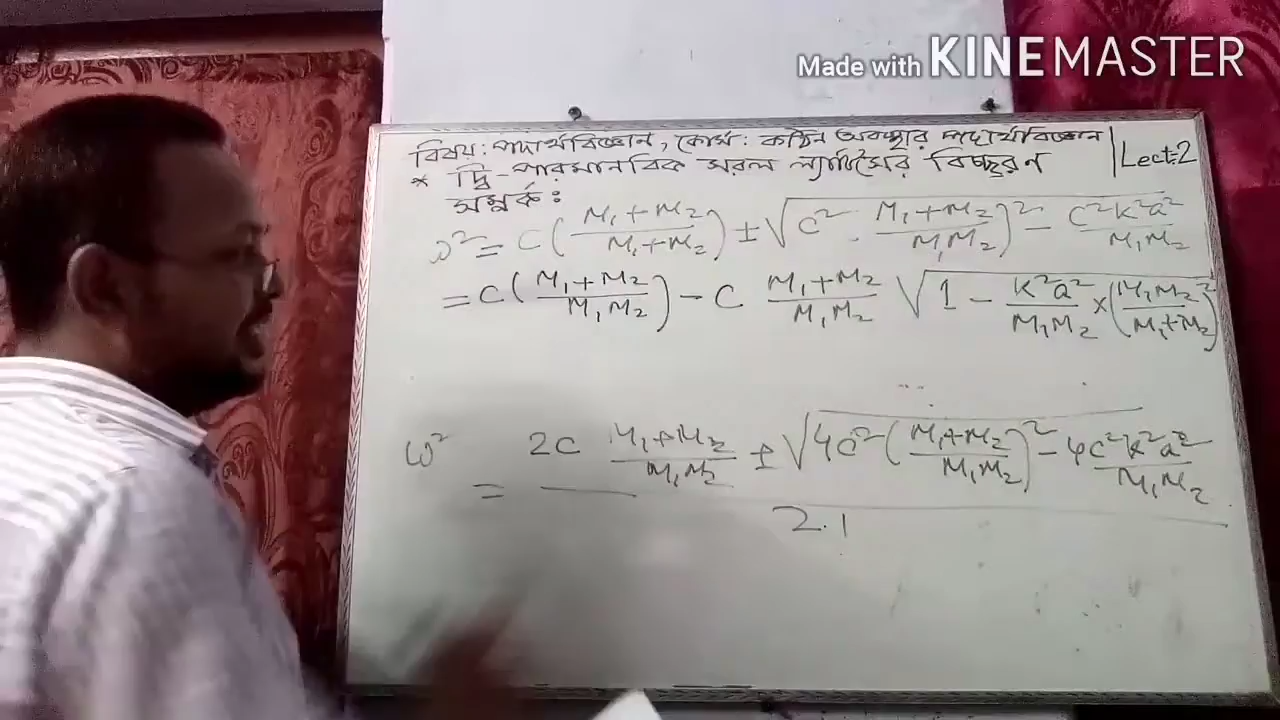 Made with KINEMASTER
বিষয়: পদার্থবিজ্ঞান, কোর্স: কঠিন অবস্থার পদার্থবিজ্ঞান
Lect:2
* দ্বি-পারমানবিক সরল ল্যাটিসের বিচ্ছুরণ
সম্পর্ক:
ω² = C(M₁+M₂/M₁+M₂) ± √C² · M₁+M₂/M₁M₂)² − C²K²a²/M₁M₂
= C(M₁+M₂/M₁M₂) − C M₁+M₂/M₁M₂ √1 − K²a²/M₁M₂ × (M₁M₂/M₁+M₂)²
ω² = 2C M₁+M₂/M₁M₂ ± √4C²(M₁+M₂/M₁M₂)² − 4C²K²a²/M₁M₂
2.1